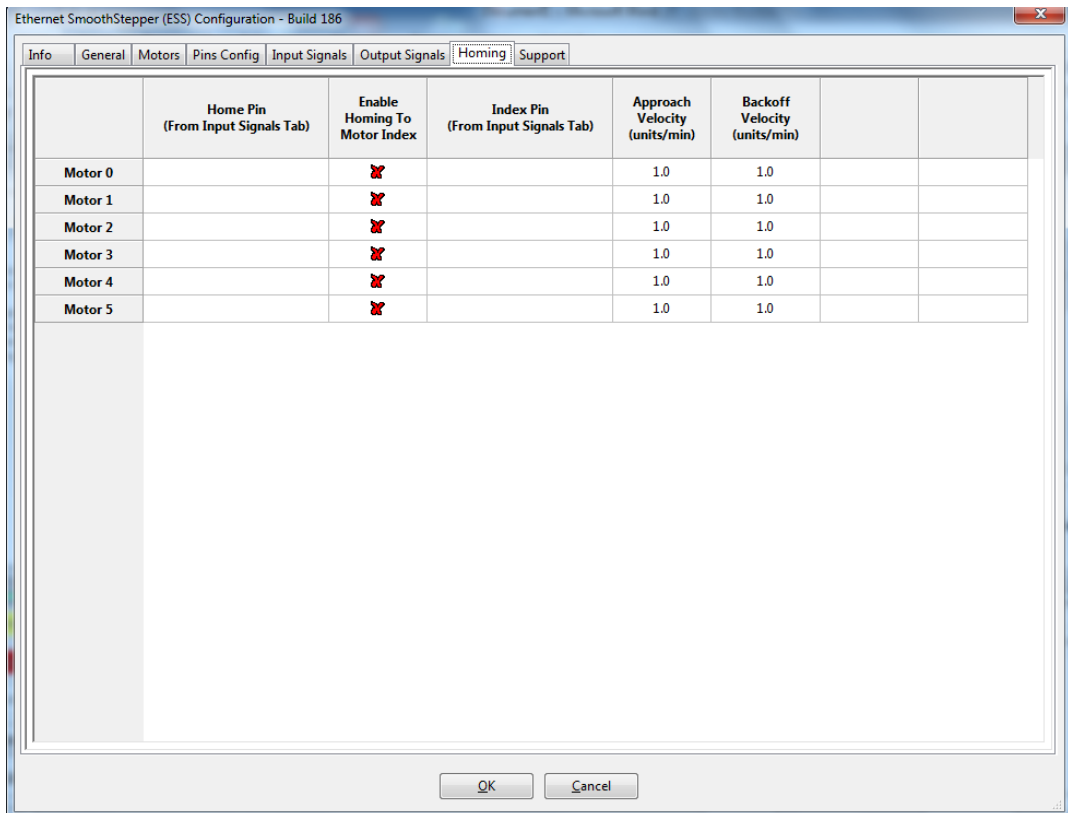 Ethernet SmoothStepper (ESS) Configuration - Build 186
Info General Motors Pins Config Input Signals Output Signals Homing Support
Home Pin
(From Input Signals Tab)
Enable
Homing To
Motor Index
Index Pin
(From Input Signals Tab)
Approach
Velocity
(units/min)
Backoff
Velocity
(units/min)
Motor 0 1.0 1.0
Motor 1 1.0 1.0
Motor 2 1.0 1.0
Motor 3 1.0 1.0
Motor 4 1.0 1.0
Motor 5 1.0 1.0
OK Cancel